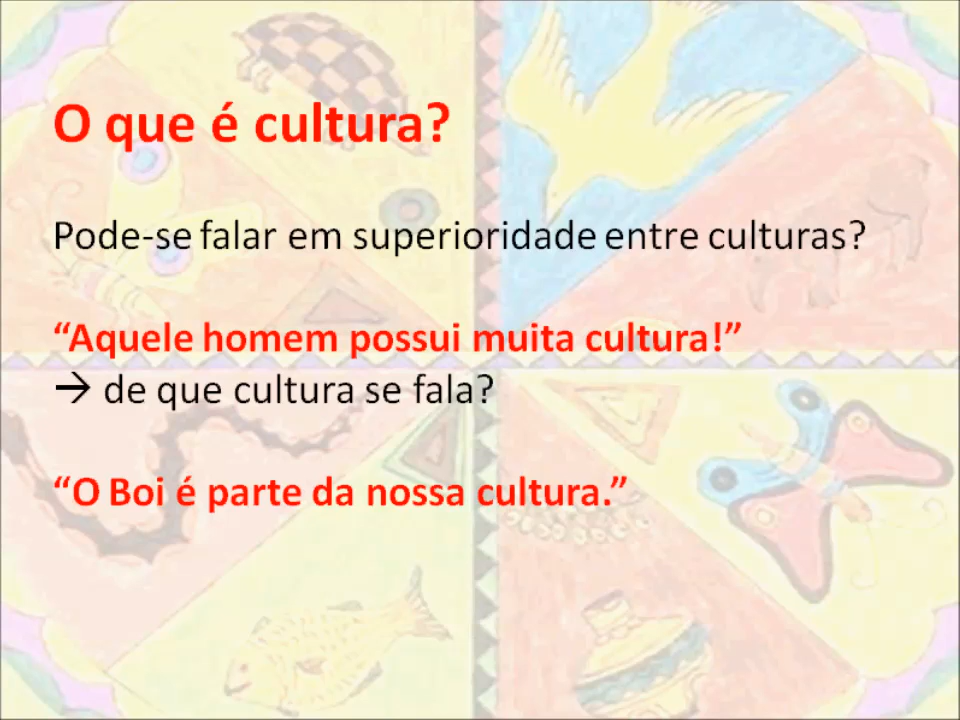 O que é cultura?
Pode-se falar em superioridade entre culturas?
“Aquele homem possui muita cultura!”
→ de que cultura se fala?
“O Boi é parte da nossa cultura.”